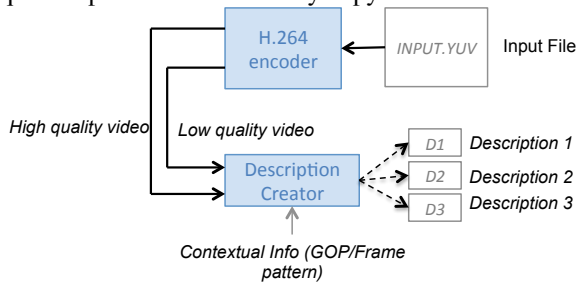 H.264
encoder
INPUT.YUV
Input File
High quality video
Low quality video
Description
Creator
D1
Description 1
D2
Description 2
D3
Description 3
Contextual Info (GOP/Frame
pattern)